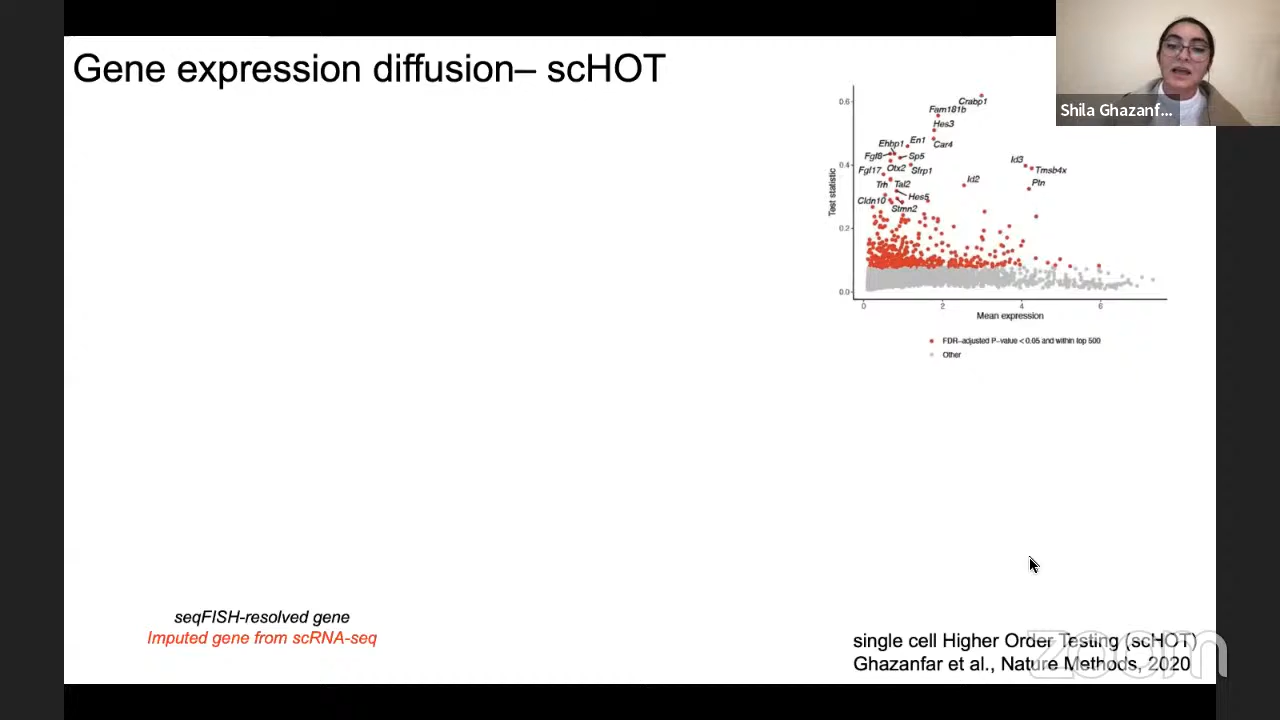 Gene expression diffusion– scHOT
Shila Ghazanf...
Test statistic
0.6
0.4
0.2
0.0
Crabp1
Fam181b
Hes3
Ehbp1
En1
Car4
Fgf8
Sp5
Otx2
Fgf17
Sfrp1
Id3
Tmsb4x
Trh
Tal2
Id2
Pln
Cldn10
Hes5
Stmn2
0 2 4 6
Mean expression
FDR–adjusted P–value < 0.05 and within top 500
Other
seqFISH-resolved gene
Imputed gene from scRNA-seq
single cell Higher Order Testing (scHOT)
Ghazanfar et al., Nature Methods, 2020
zoom